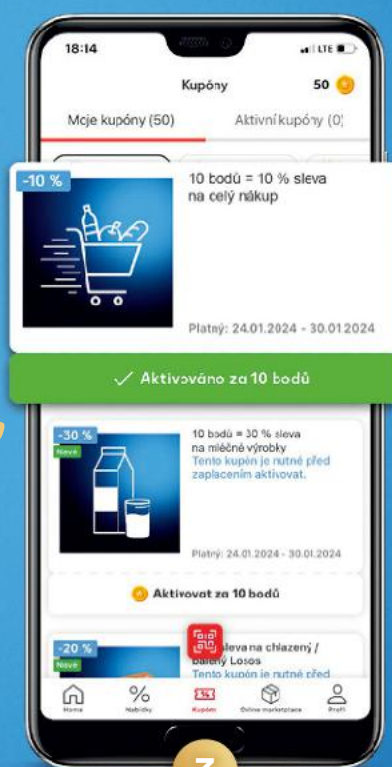 18:14
LTE
Kupóny
50
Moje kupóny (50)
Aktivní kupóny (0)
-10 %
10 bodů = 10 % sleva
na celý nákup
Platný: 24.01.2024 - 30.01.2024
✓ Aktivováno za 10 bodů
-30 %
Nové
10 bodů = 30 % sleva
na mléčné výrobky
Tento kupón je nutné před
zaplacením aktivovat.
Platný: 24.01.2024 - 30.01.2024
Aktivovat za 10 bodů
-20 %
Nové
sleva na chlazený /
balený Losos
Tento kupón je nutné před
Home
Nabídky
Kupóny
Online marketplace
Profil